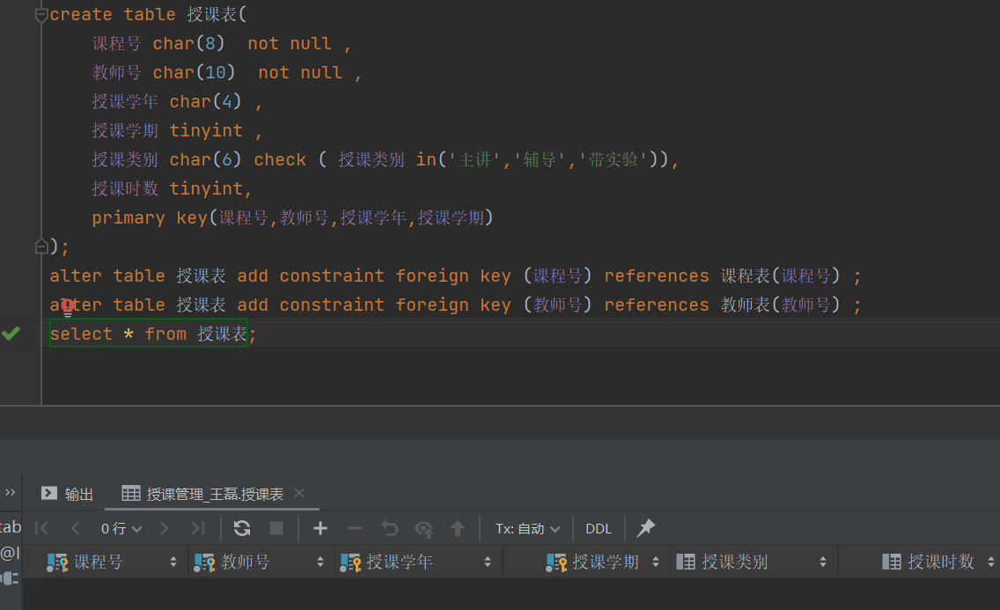 create table 授课表(
课程号 char(8)  not null ,
教师号 char(10)  not null ,
授课学年 char(4) ,
授课学期 tinyint ,
授课类别 char(6) check ( 授课类别 in('主讲','辅导','带实验')),
授课时数 tinyint,
primary key(课程号,教师号,授课学年,授课学期)
);
alter table 授课表 add constraint foreign key (课程号) references 课程表(课程号) ;
alter table 授课表 add constraint foreign key (教师号) references 教师表(教师号) ;
select * from 授课表;
输出 授课管理_王磊.授课表
tab 0 行 Tx: 自动 DDL
@l
课程号 教师号 授课学年 授课学期 授课类别 授课时数